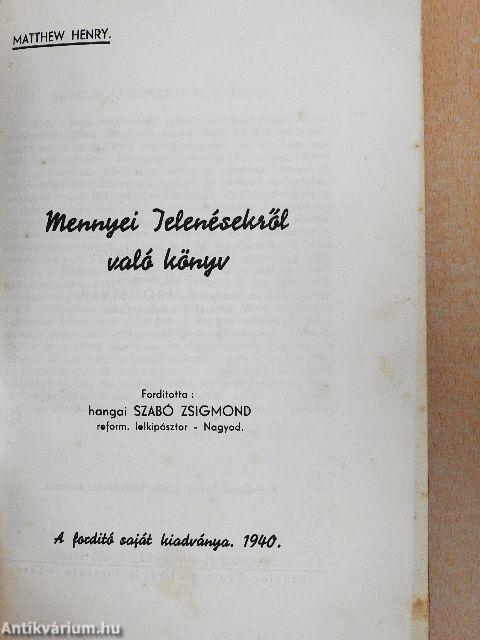 MATTHEW HENRY.
Mennyei Jelenésekről
való könyv
Fordította :
hangai SZABÓ ZSIGMOND
reform. lelkipásztor - Nagyod.
A fordító saját kiadványa. 1940.
Antikvárium.hu